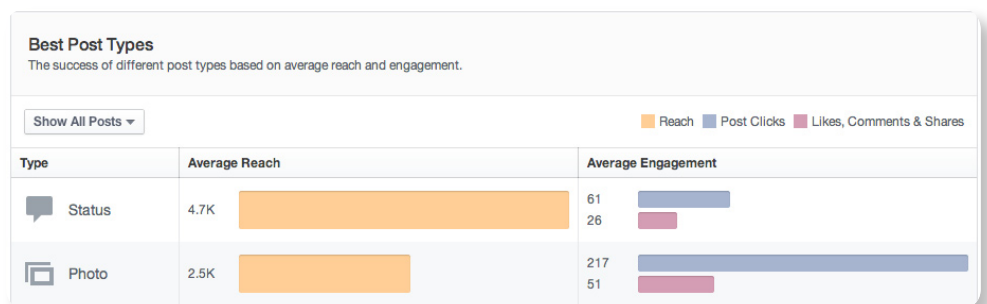 Best Post Types
The success of different post types based on average reach and engagement.
Show All Posts
Reach Post Clicks Likes, Comments & Shares
Type Average Reach Average Engagement
Status 4.7K 61
26
Photo 2.5K 217
51